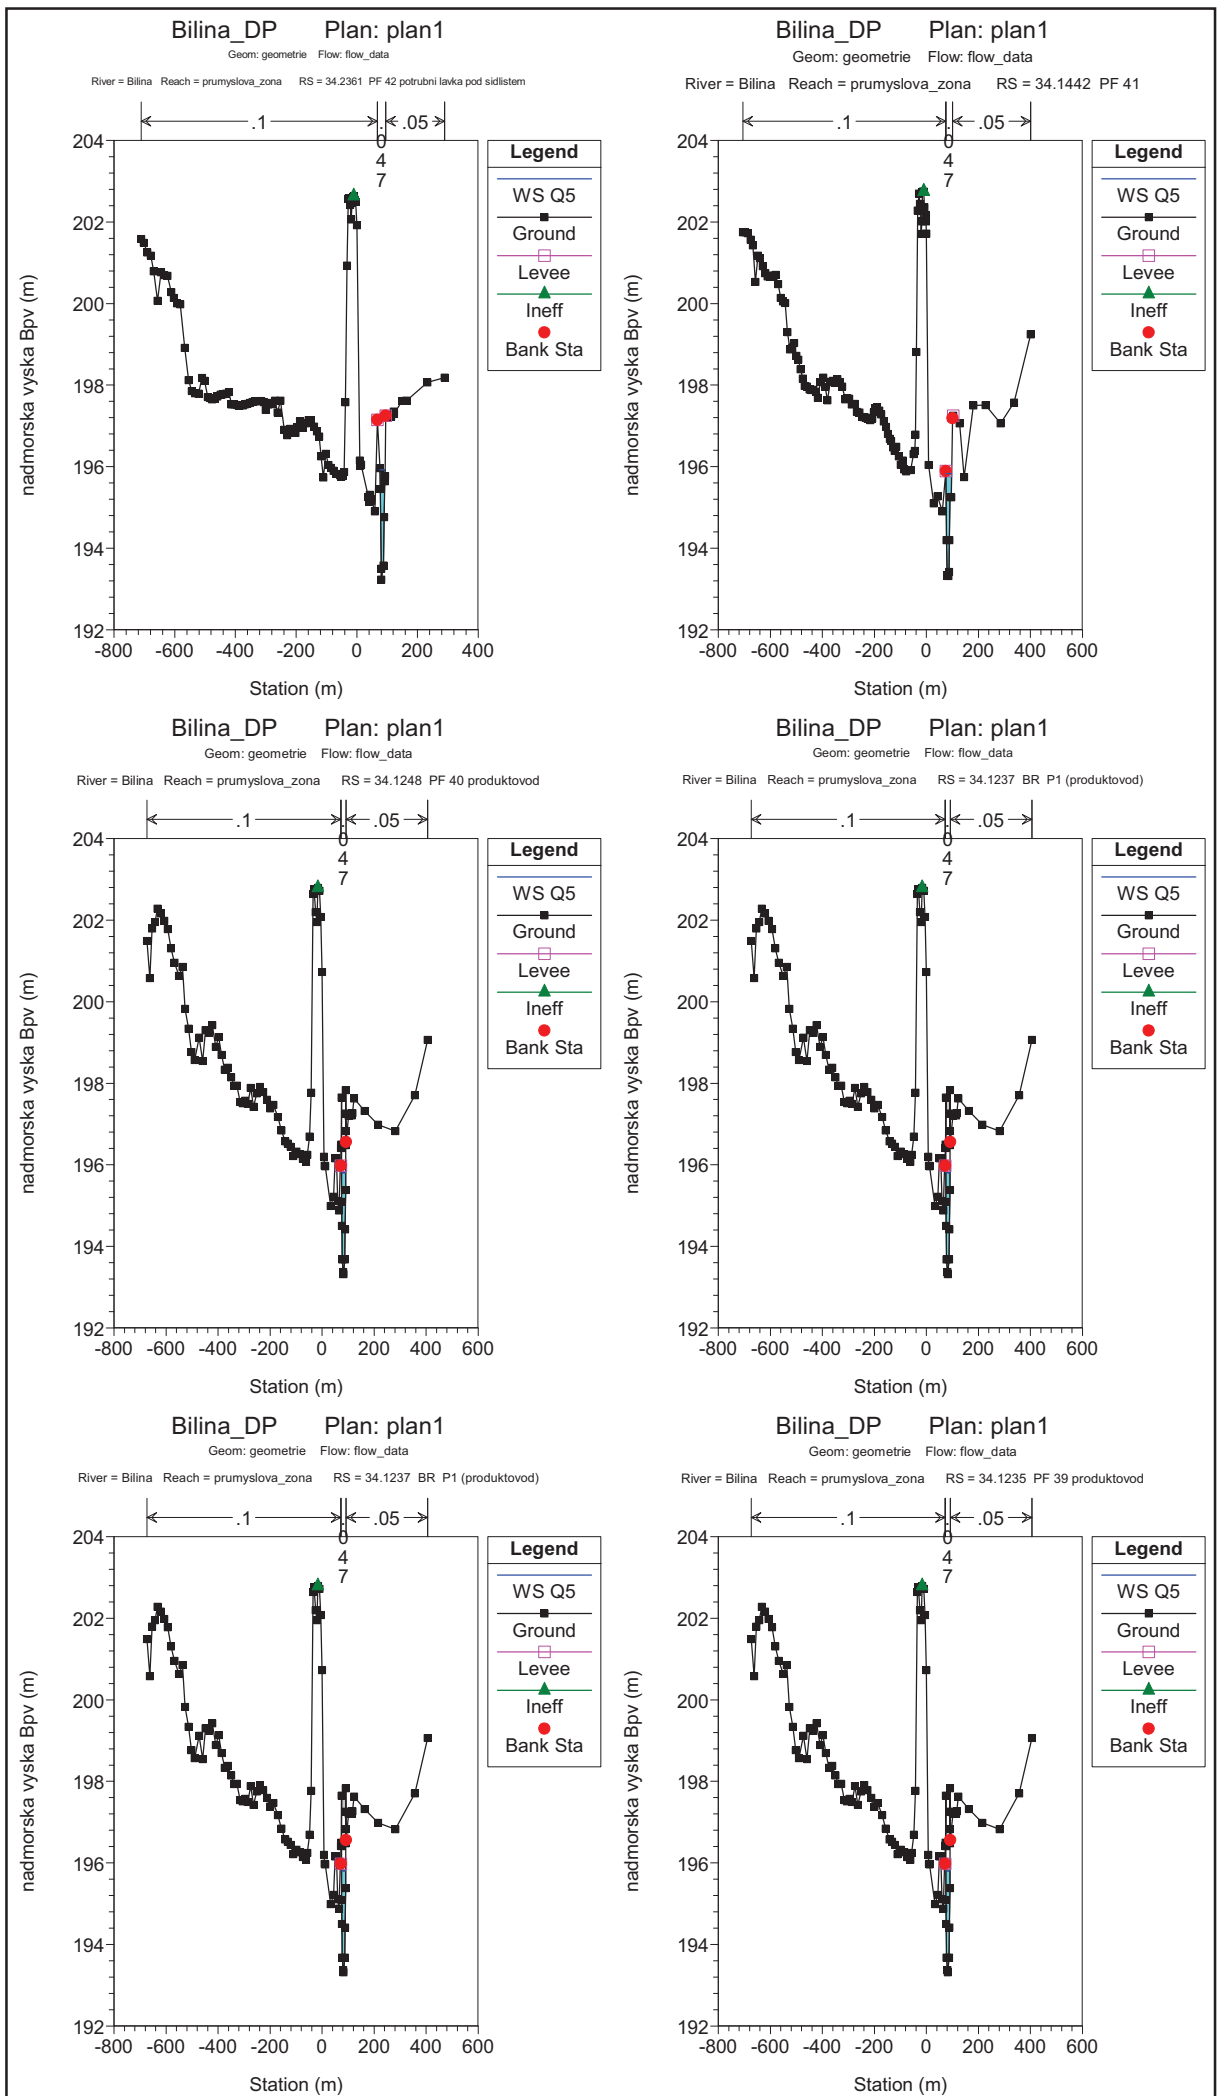 Bilina_DP Plan: plan1
Geom: geometrie Flow: flow_data
River = Bilina Reach = prumyslova_zona RS = 34.2361 PF 42 potrubni lavka pod sidlistem
.1 .047 .05
204
202
200
198
196
194
192
-800 -600 -400 -200 0 200 400
Station (m)
nadmorska vyska Bpv (m)
Legend
WS Q5
Ground
Levee
Ineff
Bank Sta
Bilina_DP Plan: plan1
Geom: geometrie Flow: flow_data
River = Bilina Reach = prumyslova_zona RS = 34.1442 PF 41
.1 .047 .05
204
202
200
198
196
194
192
-800 -600 -400 -200 0 200 400 600
Station (m)
nadmorska vyska Bpv (m)
Legend
WS Q5
Ground
Levee
Ineff
Bank Sta
Bilina_DP Plan: plan1
Geom: geometrie Flow: flow_data
River = Bilina Reach = prumyslova_zona RS = 34.1248 PF 40 produktovod
.1 .047 .05
204
202
200
198
196
194
192
-800 -600 -400 -200 0 200 400 600
Station (m)
nadmorska vyska Bpv (m)
Legend
WS Q5
Ground
Levee
Ineff
Bank Sta
Bilina_DP Plan: plan1
Geom: geometrie Flow: flow_data
River = Bilina Reach = prumyslova_zona RS = 34.1237 BR P1 (produktovod)
.1 .047 .05
204
202
200
198
196
194
192
-800 -600 -400 -200 0 200 400 600
Station (m)
nadmorska vyska Bpv (m)
Legend
WS Q5
Ground
Levee
Ineff
Bank Sta
Bilina_DP Plan: plan1
Geom: geometrie Flow: flow_data
River = Bilina Reach = prumyslova_zona RS = 34.1237 BR P1 (produktovod)
.1 .047 .05
204
202
200
198
196
194
192
-800 -600 -400 -200 0 200 400 600
Station (m)
nadmorska vyska Bpv (m)
Legend
WS Q5
Ground
Levee
Ineff
Bank Sta
Bilina_DP Plan: plan1
Geom: geometrie Flow: flow_data
River = Bilina Reach = prumyslova_zona RS = 34.1235 PF 39 produktovod
.1 .047 .05
204
202
200
198
196
194
192
-800 -600 -400 -200 0 200 400 600
Station (m)
nadmorska vyska Bpv (m)
Legend
WS Q5
Ground
Levee
Ineff
Bank Sta